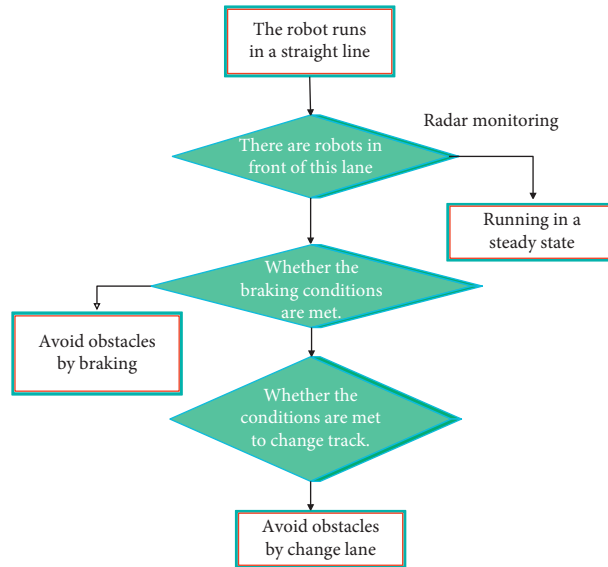 The robot runs
in a straight line
Radar monitoring
There are robots in
front of this lane
Running in a
steady state
Whether the
braking conditions
are met.
Avoid obstacles
by braking
Whether the
conditions are met
to change track.
Avoid obstacles
by change lane